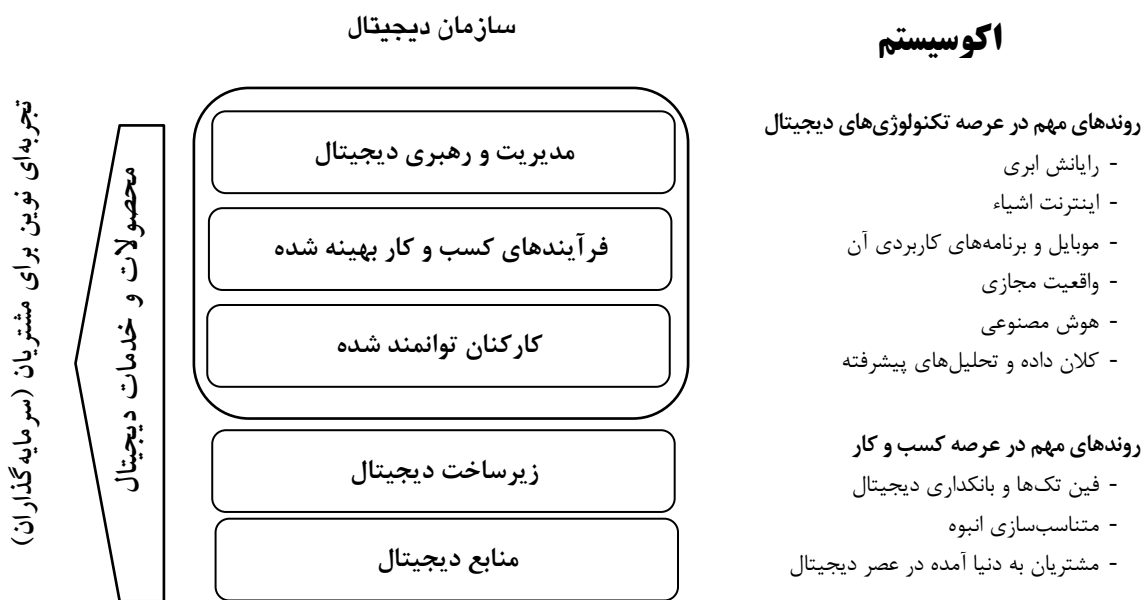 اکوسیستم
روندهای مهم در عرصه تکنولوژی‌های دیجیتال
- رایانش ابری
- اینترنت اشیاء
- موبایل و برنامه‌های کاربردی آن
- واقعیت مجازی
- هوش مصنوعی
- کلان داده و تحلیل‌های پیشرفته
روندهای مهم در عرصه کسب و کار
- فین تک‌ها و بانکداری دیجیتال
- متناسب‌سازی انبوه
- مشتریان به دنیا آمده در عصر دیجیتال
سازمان دیجیتال
مدیریت و رهبری دیجیتال
فرآیندهای کسب و کار بهینه شده
کارکنان توانمند شده
زیرساخت دیجیتال
منابع دیجیتال
محصولات و خدمات دیجیتال
تجربه‌ای نوین برای مشتریان (سرمایه‌گذاران)